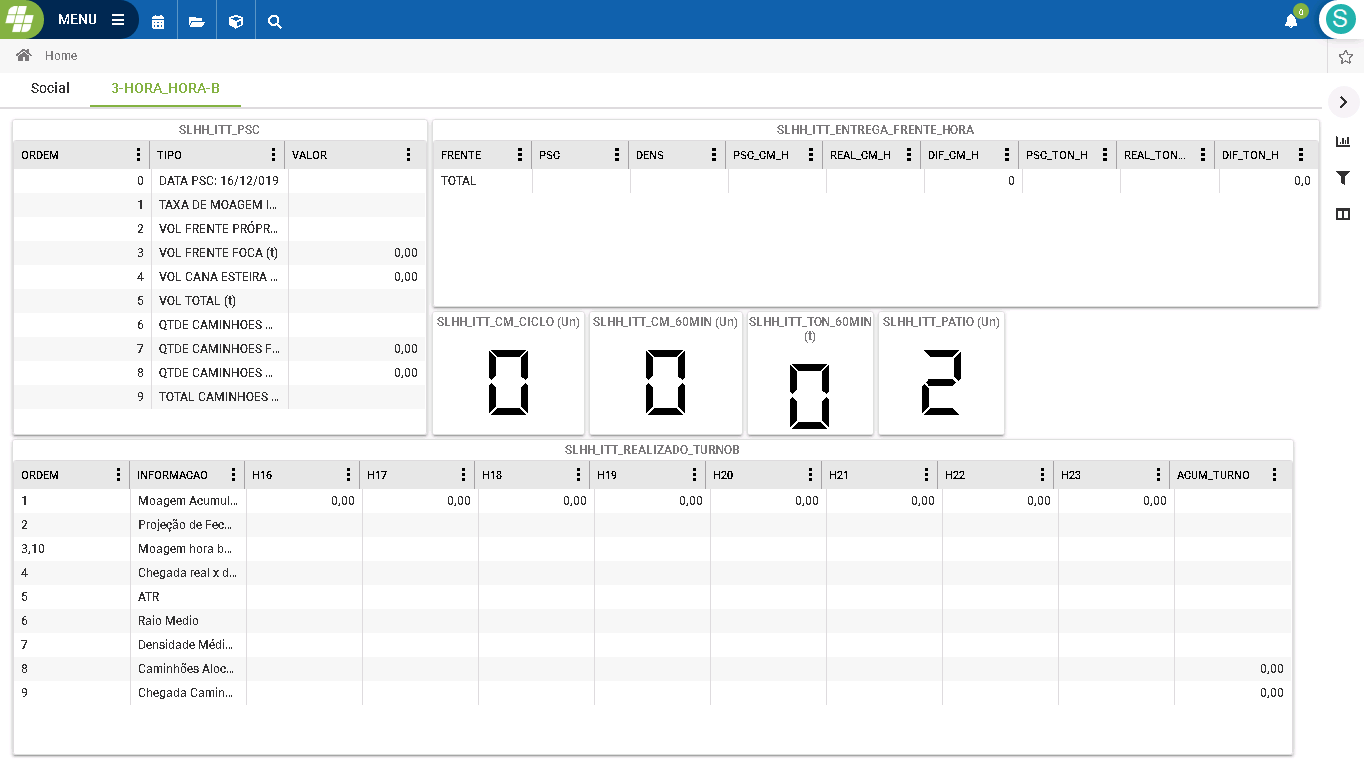 MENU
0
S
Home
Social
3-HORA_HORA-B
SLHH_ITT_PSC
ORDEM TIPO VALOR
0 DATA PSC: 16/12/019
1 TAXA DE MOAGEM I...
2 VOL FRENTE PRÓPR...
3 VOL FRENTE FOCA (t) 0,00
4 VOL CANA ESTEIRA ... 0,00
5 VOL TOTAL (t)
6 QTDE CAMINHOES ...
7 QTDE CAMINHOES F... 0,00
8 QTDE CAMINHOES ... 0,00
9 TOTAL CAMINHOES ...
SLHH_ITT_ENTREGA_FRENTE_HORA
FRENTE PSC DENS PSC_CM_H REAL_CM_H DIF_CM_H PSC_TON_H REAL_TON... DIF_TON_H
TOTAL 0 0,0
SLHH_ITT_CM_CICLO (Un)
0
SLHH_ITT_CM_60MIN (Un)
0
SLHH_ITT_TON_60MIN
(t)
0
SLHH_ITT_PATIO (Un)
2
SLHH_ITT_REALIZADO_TURNOB
ORDEM INFORMACAO H16 H17 H18 H19 H20 H21 H22 H23 ACUM_TURNO
1 Moagem Acumul... 0,00 0,00 0,00 0,00 0,00 0,00 0,00 0,00
2 Projeção de Fec...
3,10 Moagem hora b...
4 Chegada real x d...
5 ATR
6 Raio Medio
7 Densidade Médi...
8 Caminhões Aloc... 0,00
9 Chegada Camin... 0,00